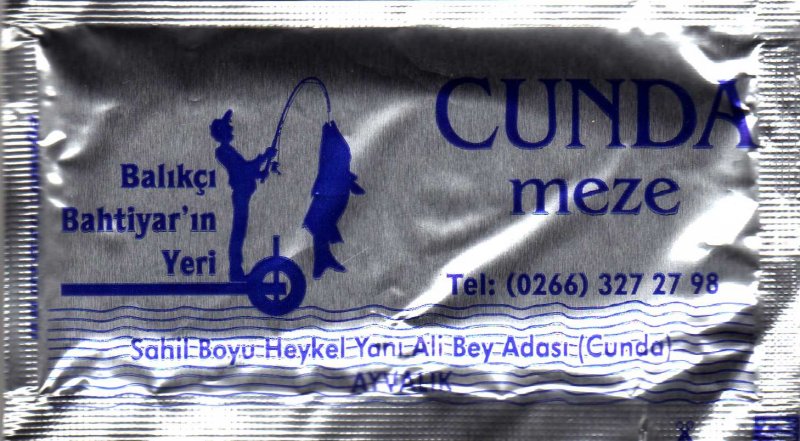 Balıkçı
Bahtiyar'ın
Yeri
CUNDA
meze
Tel: (0266) 327 27 98
Sahil Boyu Heykel Yanı Ali Bey Adası (Cunda)
AYVALIK